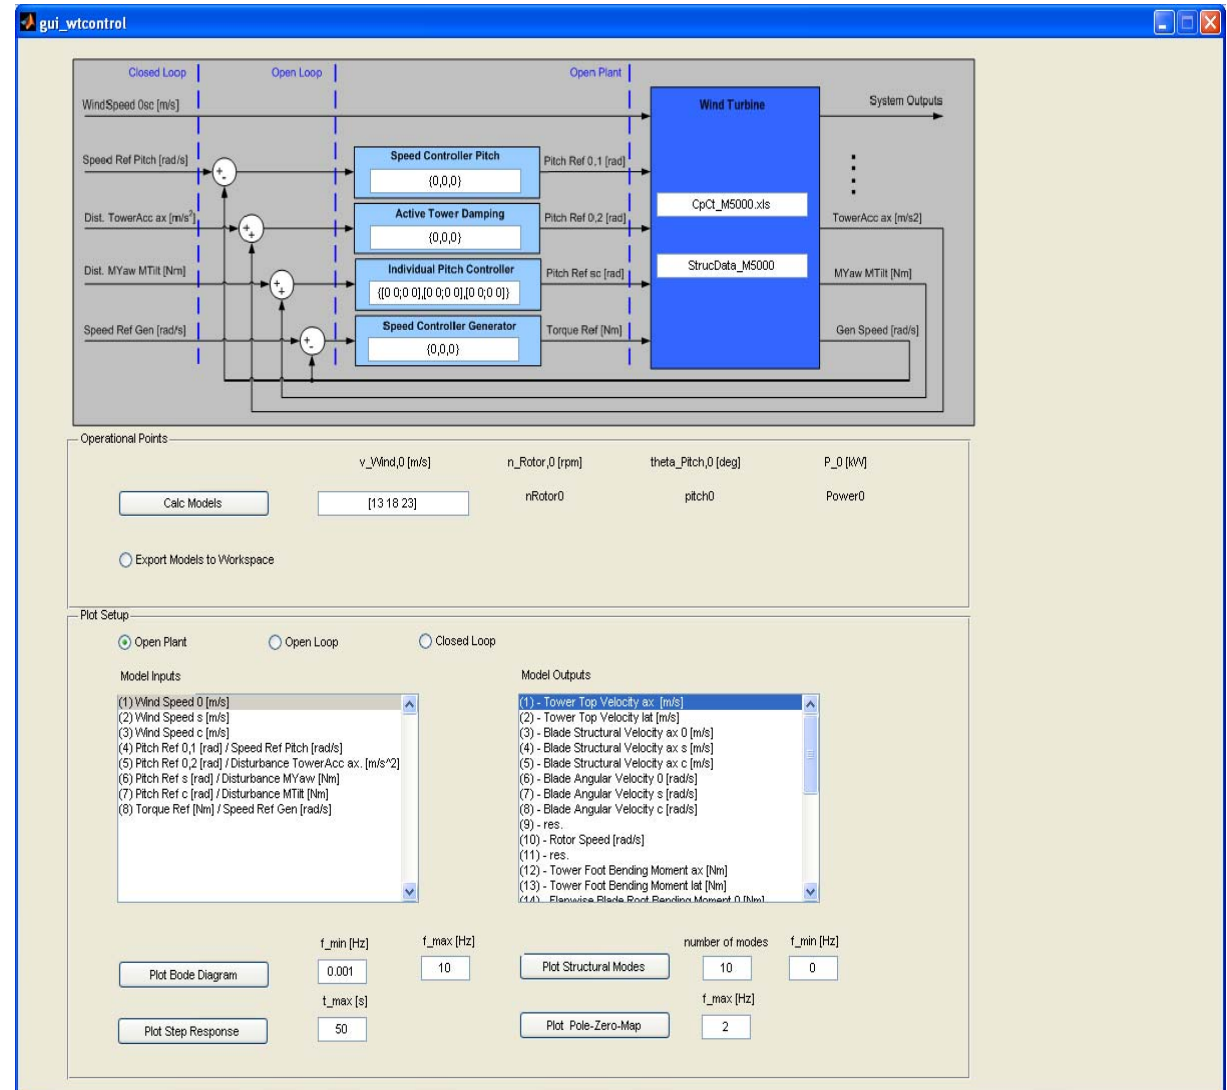 gui_wtcontrol
Closed Loop Open Loop Open Plant
WindSpeed 0sc [m/s] Wind Turbine System Outputs
Speed Ref Pitch [rad/s] + - Speed Controller Pitch Pitch Ref 0,1 [rad]
{0,0,0}
CpCt_M5000.xls
Dist. TowerAcc ax [m/s²] + + Active Tower Damping Pitch Ref 0,2 [rad] TowerAcc ax [m/s2]
{0,0,0}
Dist. MYaw MTilt [Nm] + + Individual Pitch Controller Pitch Ref sc [rad] StrucData_M5000 MYaw MTilt [Nm]
{[0 0;0 0],[0 0;0 0],[0 0;0 0]}
Speed Ref Gen [rad/s] + - Speed Controller Generator Torque Ref [Nm] Gen Speed [rad/s]
{0,0,0}
Operational Points
v_Wind,0 [m/s] n_Rotor,0 [rpm] theta_Pitch,0 [deg] P_0 [kW]
Calc Models [13 18 23] nRotor0 pitch0 Power0
Export Models to Workspace
Plot Setup
Open Plant Open Loop Closed Loop
Model Inputs
(1) Wind Speed 0 [m/s]
(2) Wind Speed s [m/s]
(3) Wind Speed c [m/s]
(4) Pitch Ref 0,1 [rad] / Speed Ref Pitch [rad/s]
(5) Pitch Ref 0,2 [rad] / Disturbance TowerAcc ax. [m/s^2]
(6) Pitch Ref s [rad] / Disturbance MYaw [Nm]
(7) Pitch Ref c [rad] / Disturbance MTilt [Nm]
(8) Torque Ref [Nm] / Speed Ref Gen [rad/s]
Model Outputs
(1) - Tower Top Velocity ax [m/s]
(2) - Tower Top Velocity lat [m/s]
(3) - Blade Structural Velocity ax 0 [m/s]
(4) - Blade Structural Velocity ax s [m/s]
(5) - Blade Structural Velocity ax c [m/s]
(6) - Blade Angular Velocity 0 [rad/s]
(7) - Blade Angular Velocity s [rad/s]
(8) - Blade Angular Velocity c [rad/s]
(9) - res.
(10) - Rotor Speed [rad/s]
(11) - res.
(12) - Tower Foot Bending Moment ax [Nm]
(13) - Tower Foot Bending Moment lat [Nm]
(14) - Flapwise Blade Root Bending Moment 0 [Nm]
f_min [Hz] f_max [Hz] number of modes f_min [Hz]
Plot Bode Diagram 0.001 10 Plot Structural Modes 10 0
t_max [s] f_max [Hz]
Plot Step Response 50 Plot Pole-Zero-Map 2